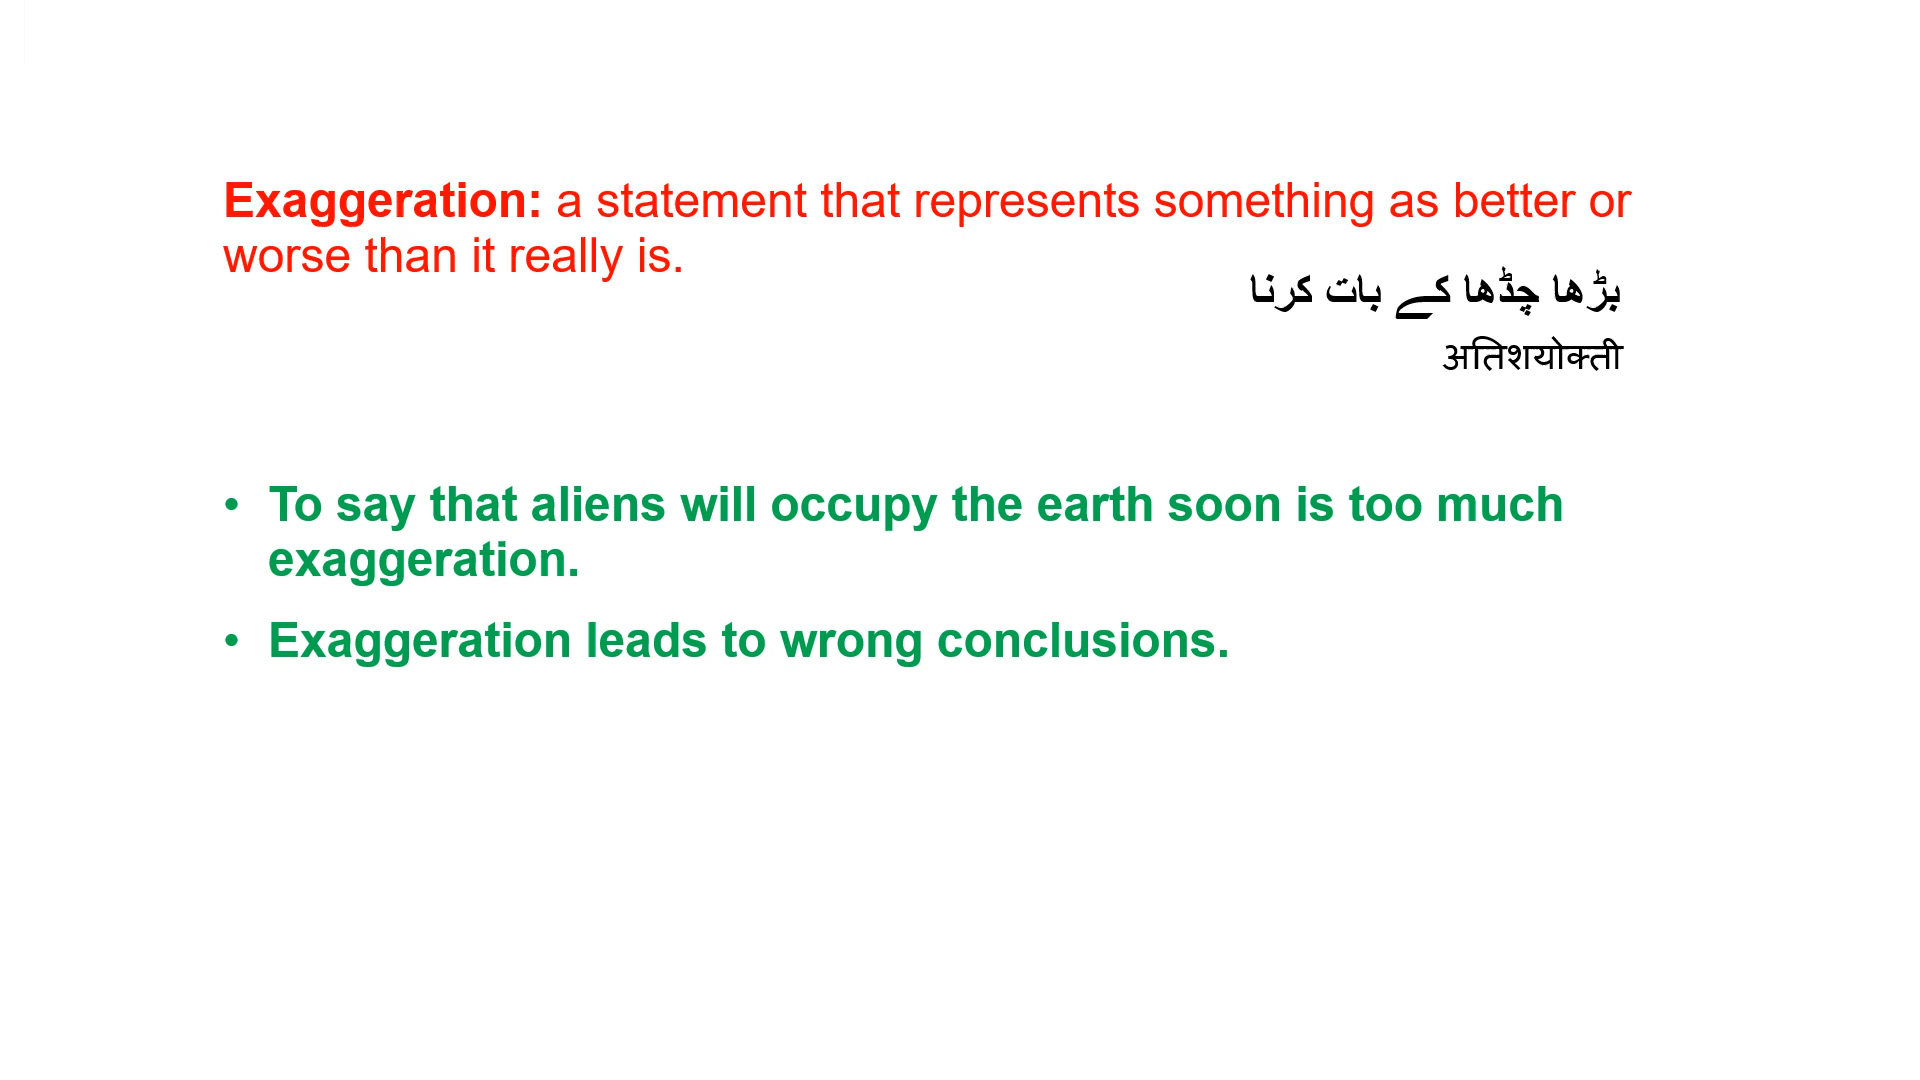 Exaggeration: a statement that represents something as better or
worse than it really is.
بڑھا چڈھا کے بات کرنا
अतिशयोक्ती
• To say that aliens will occupy the earth soon is too much
exaggeration.
• Exaggeration leads to wrong conclusions.